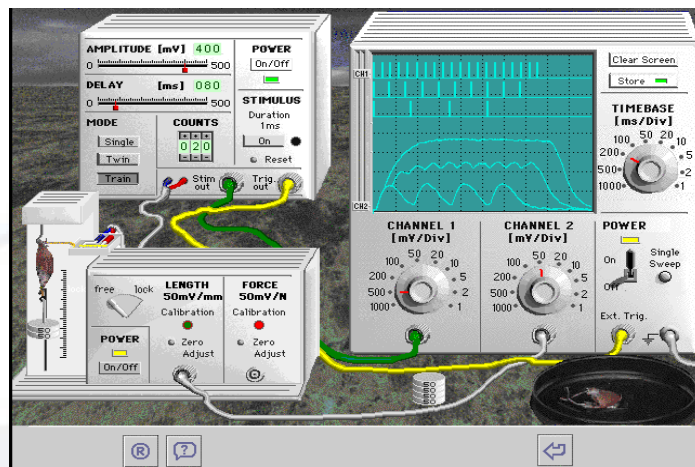 AMPLITUDE [mV] 400
0 500
DELAY [ms] 080
0 500
POWER
On/Off
MODE
Single
Twin
Train
COUNTS
020
STIMULUS
Duration
1ms
On
Reset
Stim out
Trig. out
CH1
CH2
Clear Screen
Store
TIMEBASE
[ms/Div]
1000 500 200 100 50 20 10 5 2 1
CHANNEL 1
[mV/Div]
1000 500 200 100 50 20 10 5 2 1
CHANNEL 2
[mV/Div]
1000 500 200 100 50 20 10 5 2 1
POWER
On
Off
Single
Sweep
Ext. Trig.
free lock
LENGTH
50mV/mm
Calibration
Zero
Adjust
FORCE
50mV/N
Calibration
Zero
Adjust
POWER
On/Off
50
50
50
50
50
® ?